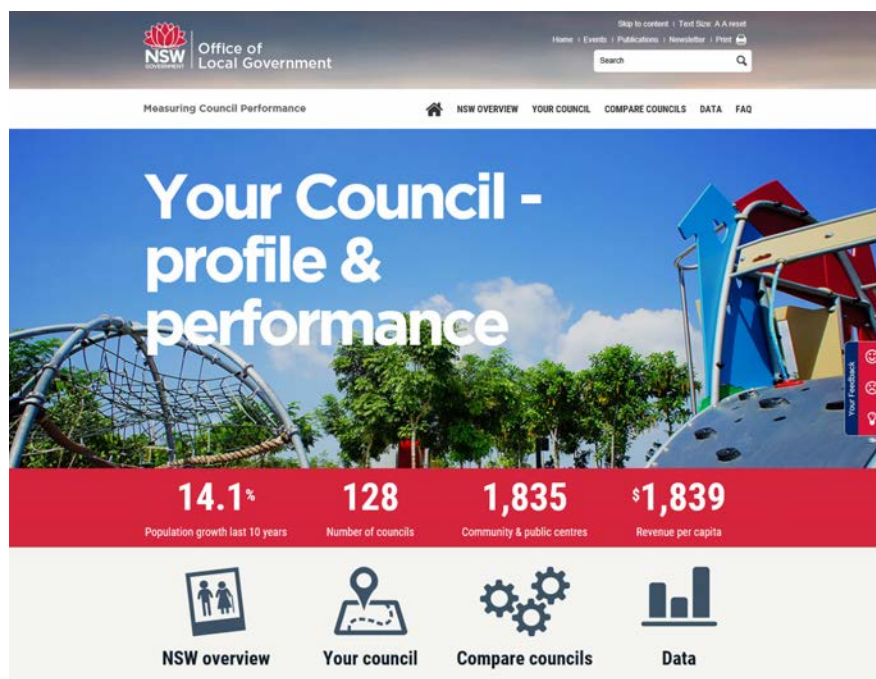 Skip to content | Text Size: A A reset
Home | Events | Publications | Newsletter | Print
NSW
GOVERNMENT
Office of
Local Government
Search
Measuring Council Performance
NSW OVERVIEW YOUR COUNCIL COMPARE COUNCILS DATA FAQ
Your Council -
profile &
performance
Your Feedback
14.1% 128 1,835 $1,839
Population growth last 10 years Number of councils Community & public centres Revenue per capita
NSW overview Your council Compare councils Data